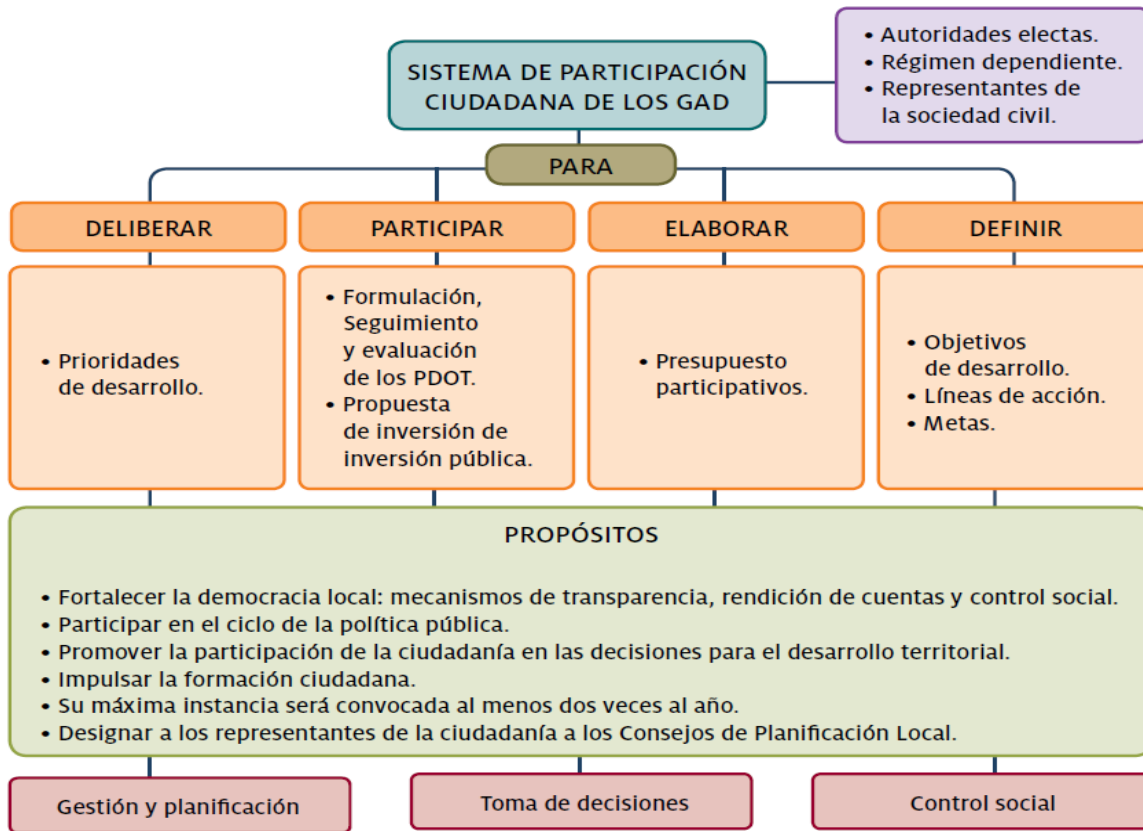 SISTEMA DE PARTICIPACIÓN
CIUDADANA DE LOS GAD
• Autoridades electas.
• Régimen dependiente.
• Representantes de
la sociedad civil.
PARA
DELIBERAR
PARTICIPAR
ELABORAR
DEFINIR
• Prioridades
de desarrollo.
• Formulación,
Seguimiento
y evaluación
de los PDOT.
• Propuesta
de inversión de
inversión pública.
• Presupuesto
participativos.
• Objetivos
de desarrollo.
• Líneas de acción.
• Metas.
PROPÓSITOS
• Fortalecer la democracia local: mecanismos de transparencia, rendición de cuentas y control social.
• Participar en el ciclo de la política pública.
• Promover la participación de la ciudadanía en las decisiones para el desarrollo territorial.
• Impulsar la formación ciudadana.
• Su máxima instancia será convocada al menos dos veces al año.
• Designar a los representantes de la ciudadanía a los Consejos de Planificación Local.
Gestión y planificación
Toma de decisiones
Control social